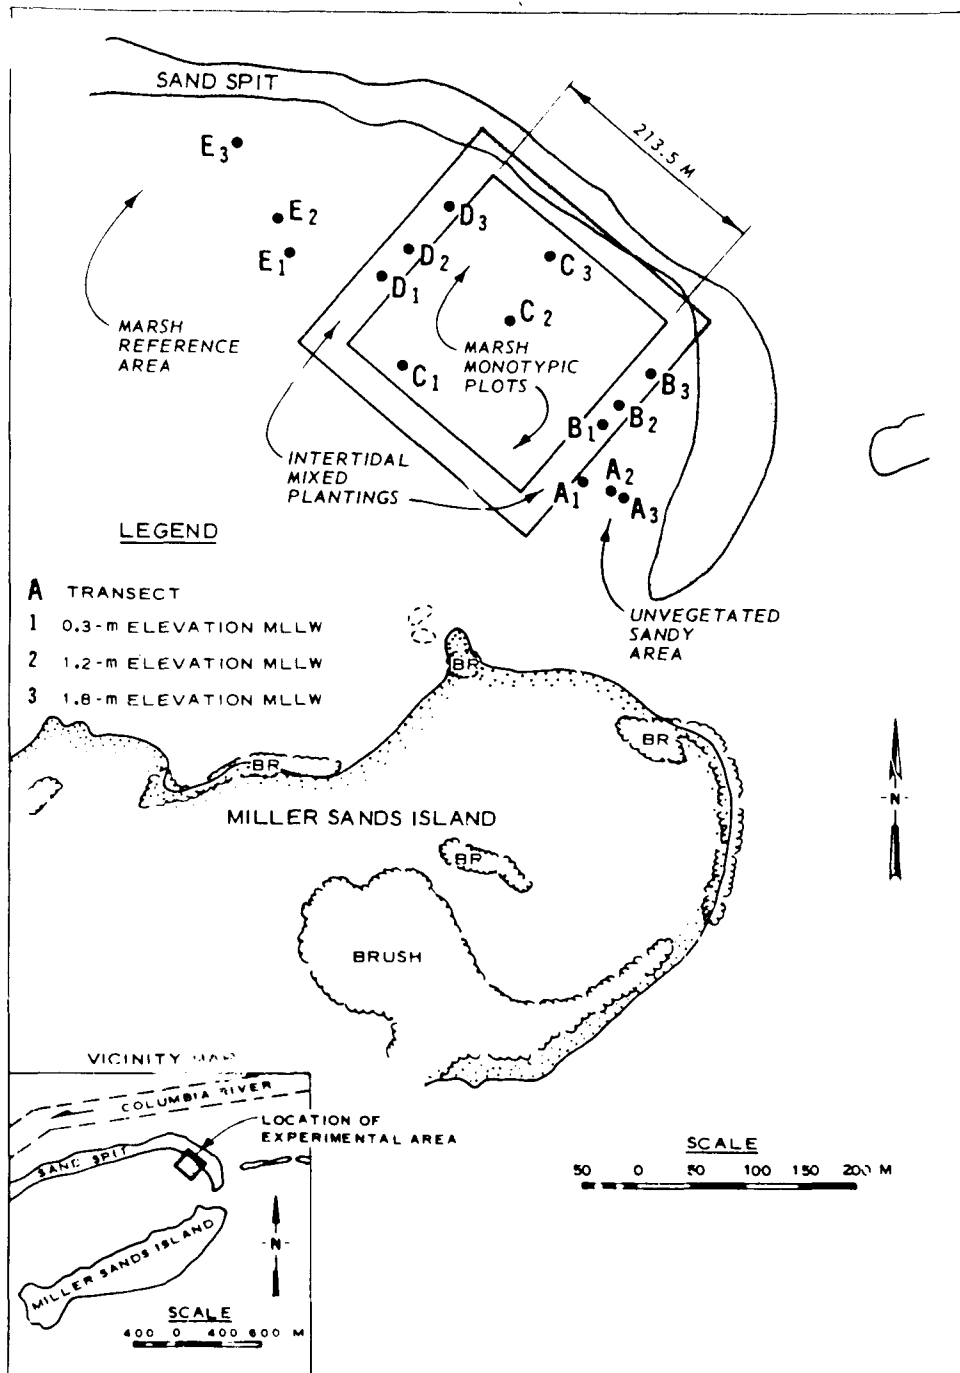 SAND SPIT
213.5 M
E3
E2
E1
D3
D2
D1
C3
C2
C1
B3
B2
B1
A2
A1
A3
MARSH
REFERENCE
AREA
MARSH
MONOTYPIC
PLOTS
INTERTIDAL
MIXED
PLANTINGS
UNVEGETATED
SANDY
AREA
LEGEND
A TRANSECT
1 0.3-m ELEVATION MLLW
2 1.2-m ELEVATION MLLW
3 1.8-m ELEVATION MLLW
BR
BR
BR
MILLER SANDS ISLAND
BR
BRUSH
-N-
VICINITY MAP
COLUMBIA RIVER
LOCATION OF
EXPERIMENTAL AREA
SAND SPIT
-N-
MILLER SANDS ISLAND
SCALE
400 0 400 600 M
SCALE
50 0 50 100 150 200 M